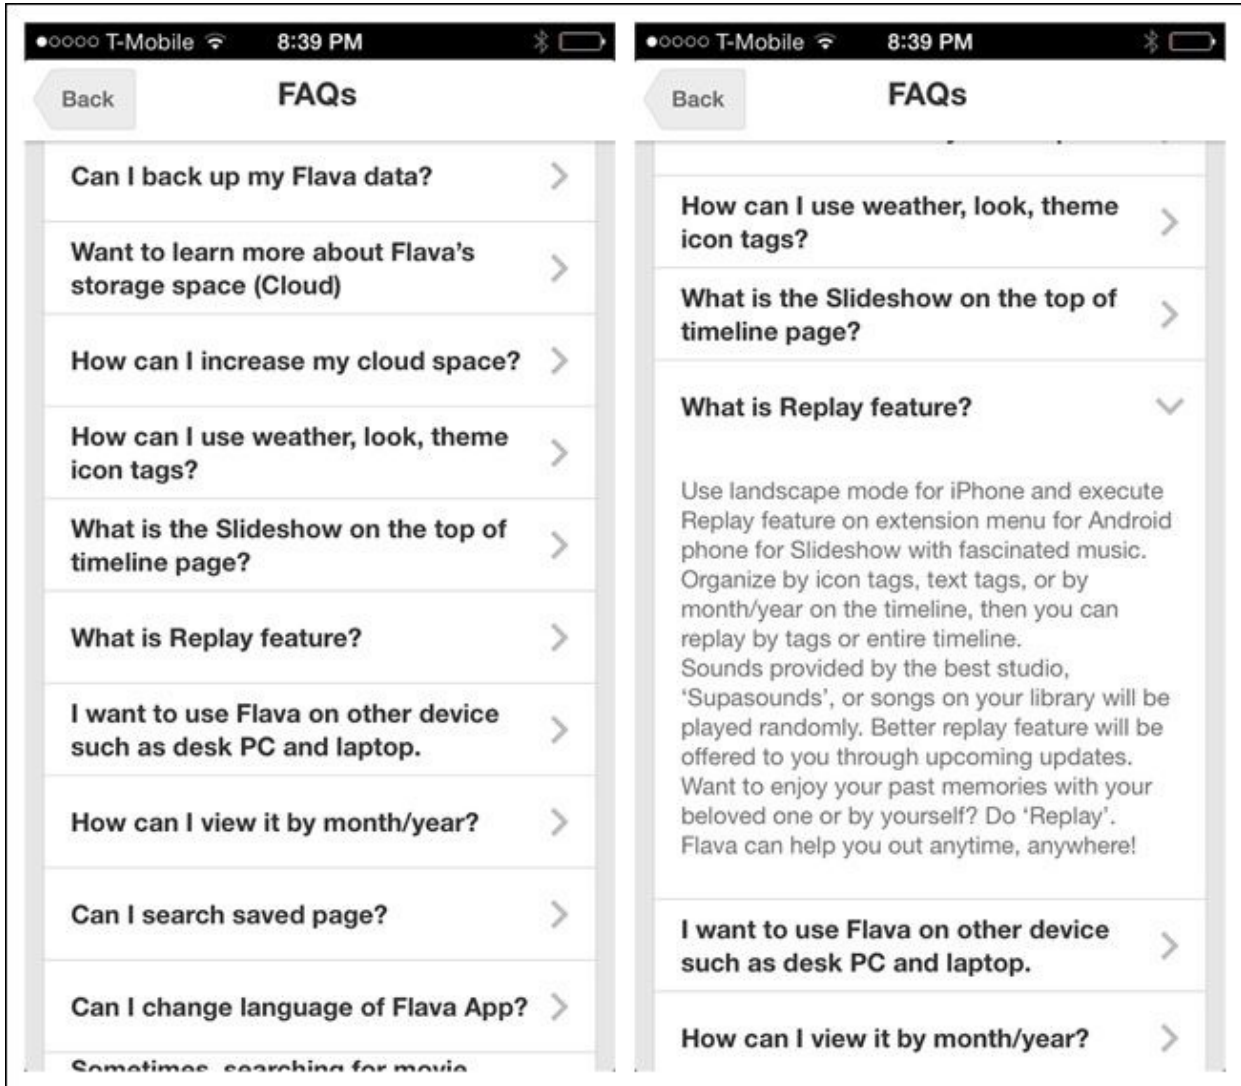 T-Mobile 8:39 PM
Back
FAQs
Can I back up my Flava data?
Want to learn more about Flava's
storage space (Cloud)
How can I increase my cloud space?
How can I use weather, look, theme
icon tags?
What is the Slideshow on the top of
timeline page?
What is Replay feature?
I want to use Flava on other device
such as desk PC and laptop.
How can I view it by month/year?
Can I search saved page?
Can I change language of Flava App?
Sometimes, searching for movie
T-Mobile 8:39 PM
Back
FAQs
How can I use weather, look, theme
icon tags?
What is the Slideshow on the top of
timeline page?
What is Replay feature?
Use landscape mode for iPhone and execute
Replay feature on extension menu for Android
phone for Slideshow with fascinated music.
Organize by icon tags, text tags, or by
month/year on the timeline, then you can
replay by tags or entire timeline.
Sounds provided by the best studio,
‘Supasounds’, or songs on your library will be
played randomly. Better replay feature will be
offered to you through upcoming updates.
Want to enjoy your past memories with your
beloved one or by yourself? Do ‘Replay’.
Flava can help you out anytime, anywhere!
I want to use Flava on other device
such as desk PC and laptop.
How can I view it by month/year?